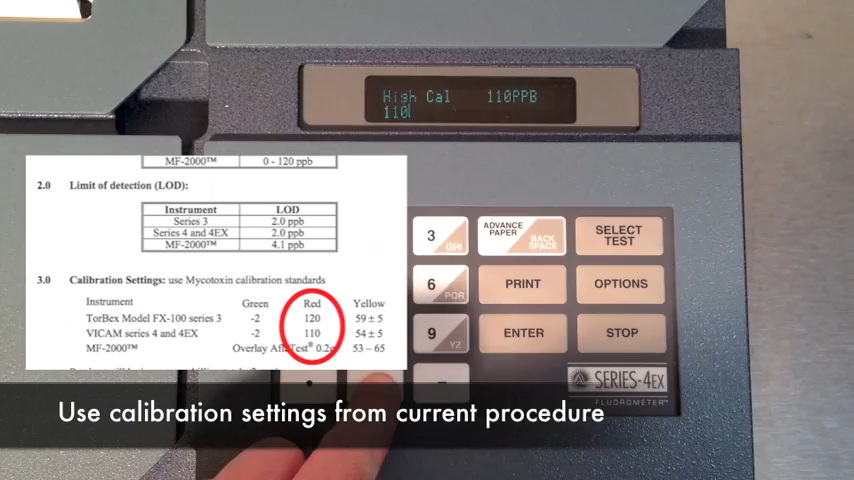 High Cal 110PPB
110
MF-2000™ 0 - 120 ppb
2.0 Limit of detection (LOD):
Instrument LOD
Series 3 2.0 ppb
Series 4 and 4EX 2.0 ppb
MF-2000™ 4.1 ppb
3.0 Calibration Settings: use Mycotoxin calibration standards
Instrument Green Red Yellow
TorBex Model FX-100 series 3 -2 120 59 ± 5
VICAM series 4 and 4EX -2 110 54 ± 5
MF-2000™ Overlay AflaTest® 0.2g 53 – 65
3 GHI
ADVANCE PAPER
BACK SPACE
SELECT TEST
6 PQR
PRINT
OPTIONS
9 YZ
ENTER
STOP
SERIES-4EX
FLUOROMETER™
Use calibration settings from current procedure